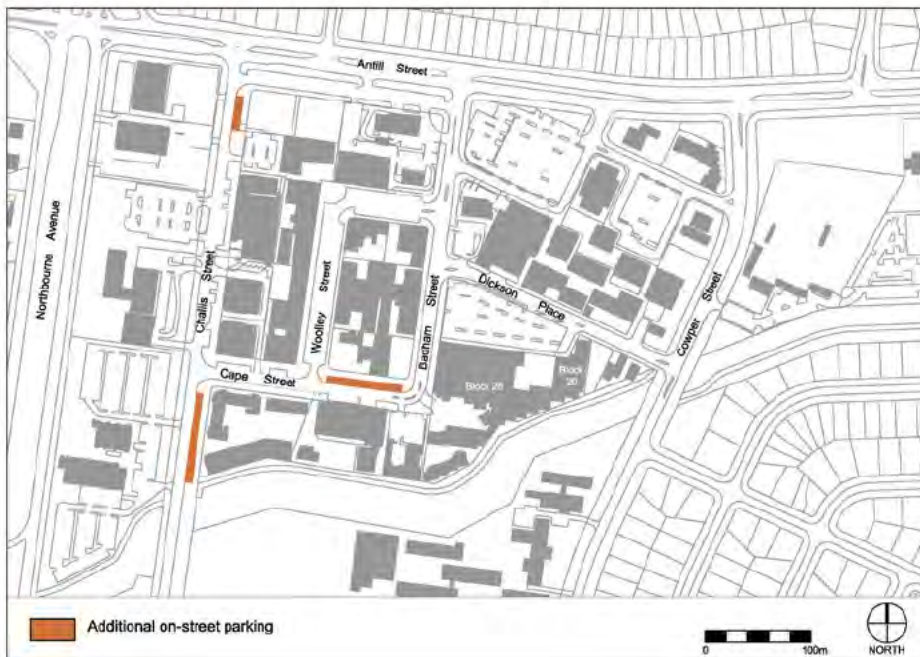 Antill Street
Northbourne Avenue
Challis Street
Woolley Street
Badham Street
Dickson Place
Cowper Street
Cape Street
Block 28
Block 20
Additional on-street parking
0 100m
NORTH